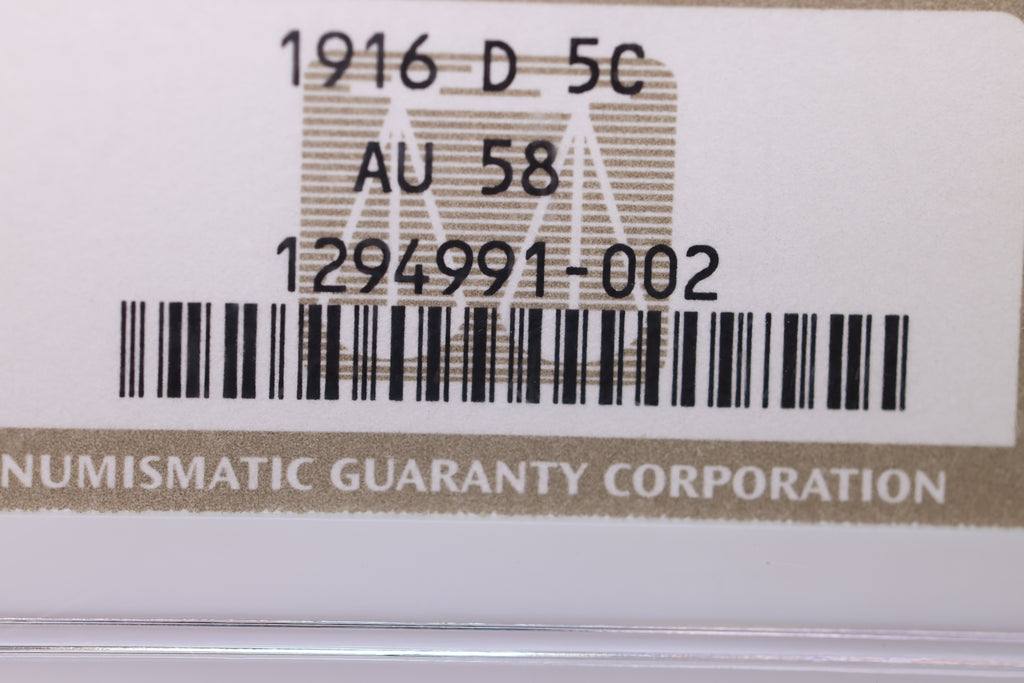 1916 D 5C
AU 58
1294991-002
NUMISMATIC GUARANTY CORPORATION